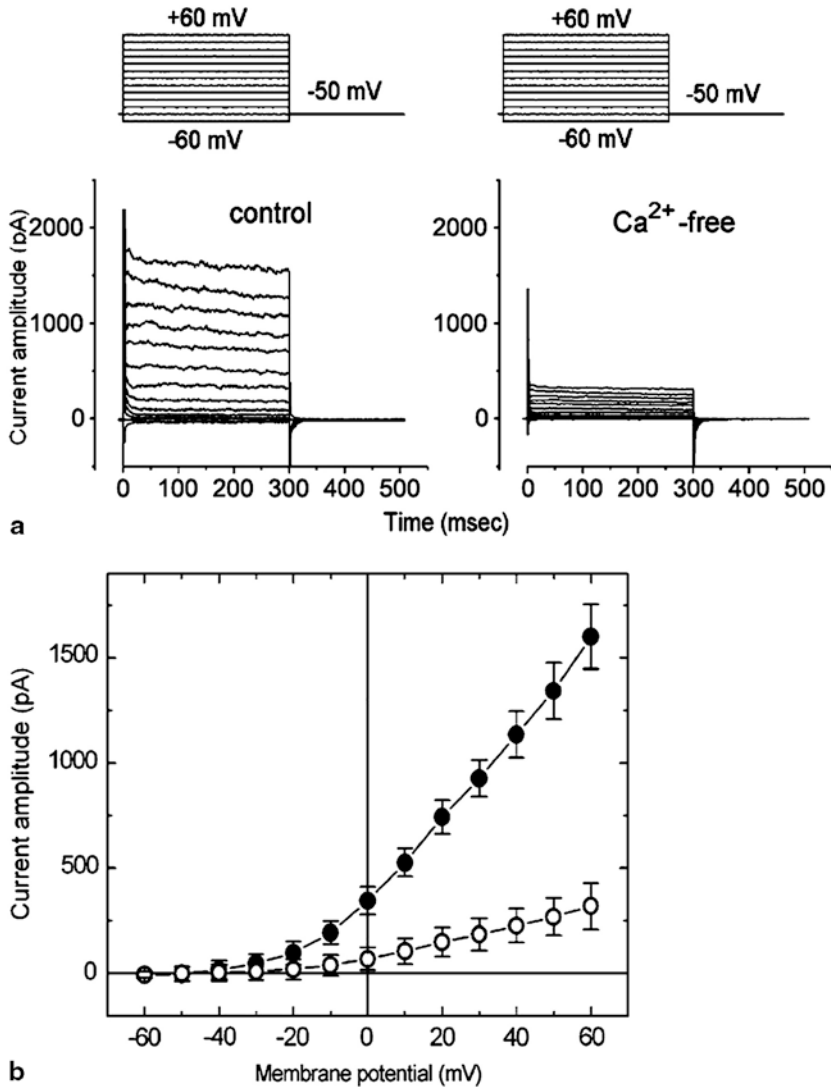 +60 mV
+60 mV
-50 mV
-50 mV
-60 mV
-60 mV
control
Ca2+ -free
Current amplitude (pA)
2000
1000
0
2000
1000
0
0 100 200 300 400 500
0 100 200 300 400 500
Time (msec)
a
Current amplitude (pA)
1500
1000
500
0
-60 -40 -20 0 20 40 60
Membrane potential (mV)
b